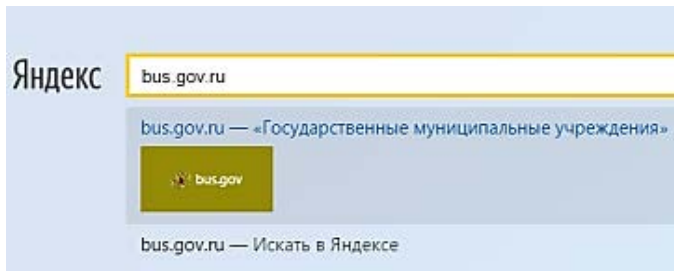 Яндекс
bus.gov.ru
bus.gov.ru — «Государственные муниципальные учреждения»
bus.gov
bus.gov.ru — Искать в Яндексе